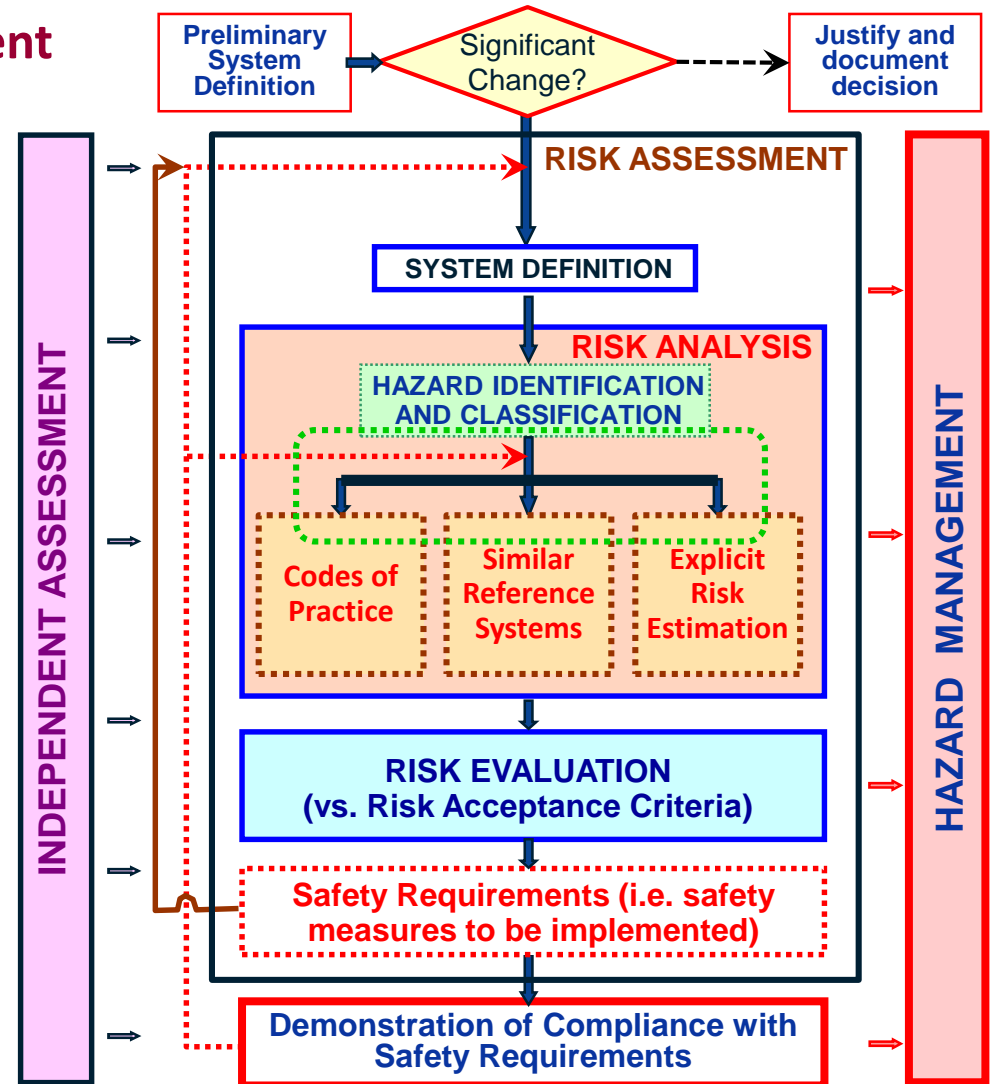 ent
Preliminary
System
Definition
Significant
Change?
Justify and
document
decision
INDEPENDENT ASSESSMENT
RISK ASSESSMENT
SYSTEM DEFINITION
RISK ANALYSIS
HAZARD IDENTIFICATION
AND CLASSIFICATION
Codes of
Practice
Similar
Reference
Systems
Explicit
Risk
Estimation
RISK EVALUATION
(vs. Risk Acceptance Criteria)
Safety Requirements (i.e. safety
measures to be implemented)
Demonstration of Compliance with
Safety Requirements
HAZARD MANAGEMENT